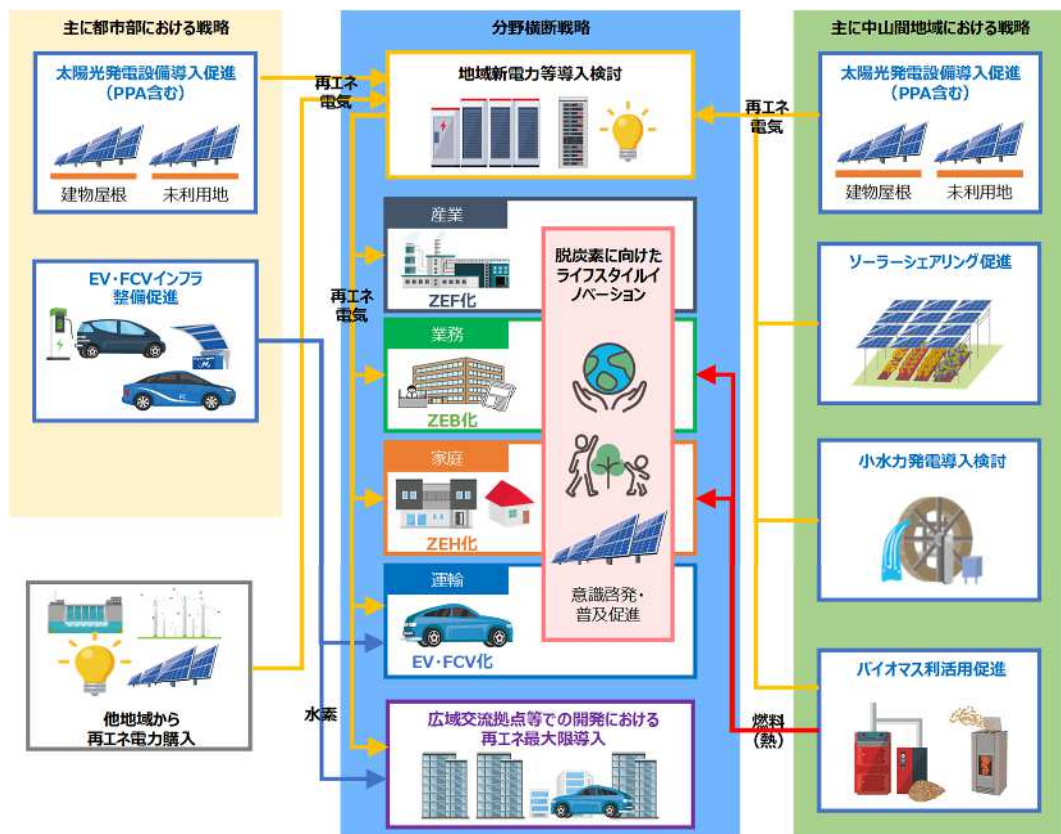 主に都市部における戦略
太陽光発電設備導入促進
（PPA含む）
建物屋根
未利用地
EV・FCVインフラ
整備促進
他地域から
再エネ電力購入
再エネ
電気
再エネ
電気
水素
分野横断戦略
地域新電力等導入検討
産業
ZEF化
業務
ZEB化
家庭
ZEH化
運輸
EV・FCV化
脱炭素に向けた
ライフスタイルイ
ノベーション
意識啓発・
普及促進
広域交流拠点等での開発における
再エネ最大限導入
再エネ
電気
燃料
（熱）
主に中山間地域における戦略
太陽光発電設備導入促進
（PPA含む）
建物屋根
未利用地
ソーラーシェアリング促進
小水力発電導入検討
バイオマス利活用促進